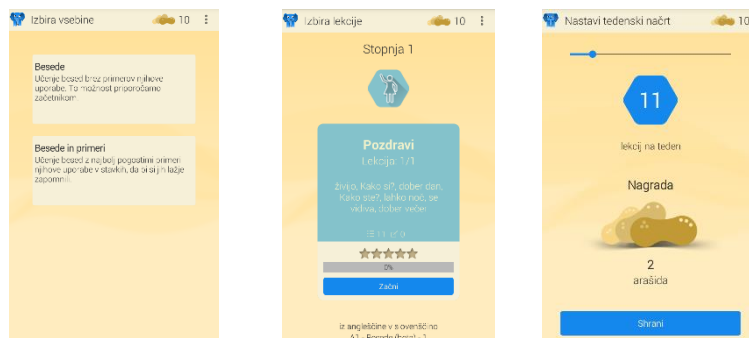 Izbira vsebine
10
Besede
Učenje besed brez primerov njihove
uporabe. To možnost priporočamo
začetnikom.
Besede in primeri
Učenje besed z najbolj pogostimi primeri
njihove uporabe v stavkih, da bi si jih lažje
zapomnili.
Izbira lekcije
10
Stopnja 1
Pozdravi
Lekcija: 1/1
živijo, Kako si?, dober dan,
Kako ste?, lahko noč, se
vidiva, dober večer
0%
Začni
iz angleščine v slovenščino
Nastavi tedenski načrt
10
11
lekcij na teden
Nagrada
2
arašida
Shrani